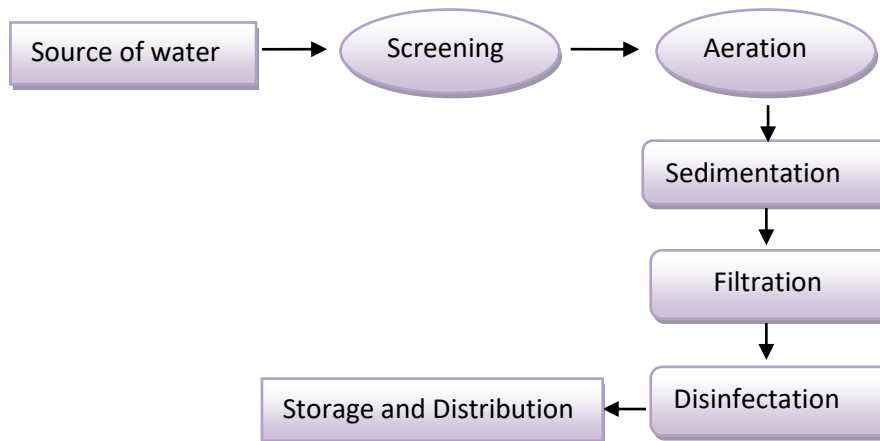 Source of water
Screening
Aeration
Sedimentation
Filtration
Disinfectation
Storage and Distribution